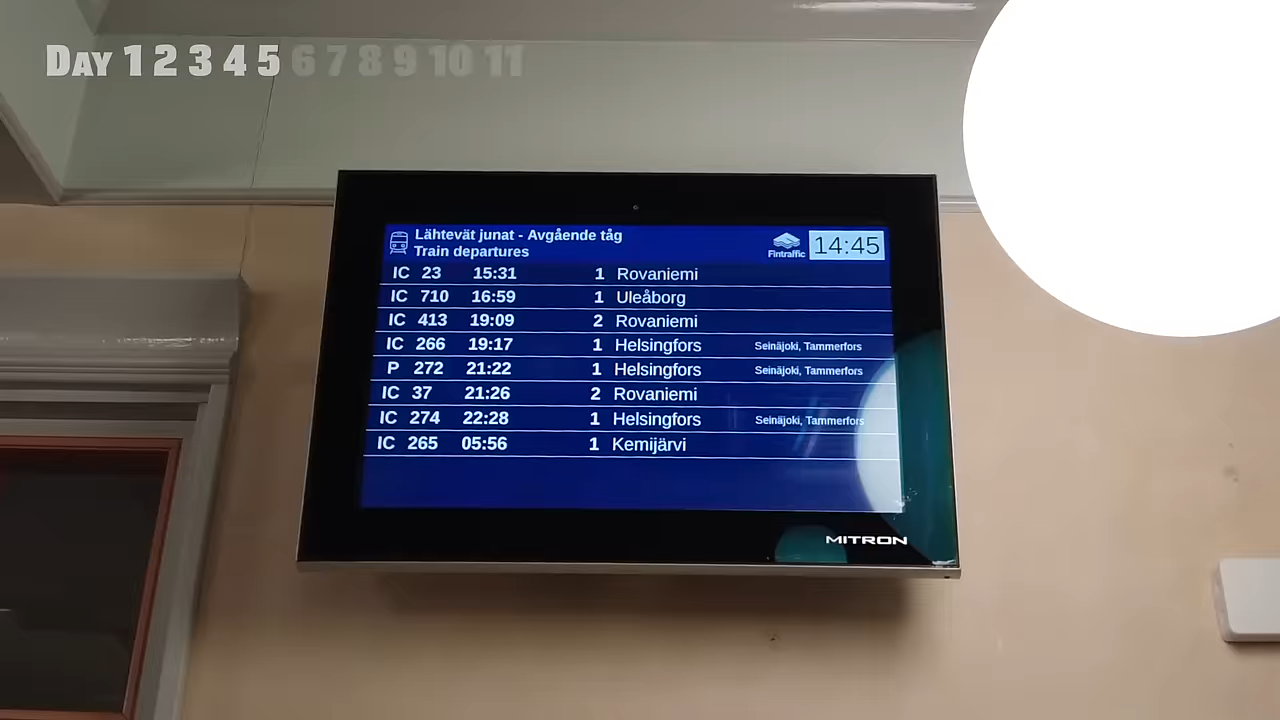 DAY 1 2 3 4 5 6 7 8 9 10 11
Lähtevät junat - Avgående tåg
Train departures
Fintraffic
14:45
IC 23 15:31 1 Rovaniemi
IC 710 16:59 1 Uleåborg
IC 413 19:09 2 Rovaniemi
IC 266 19:17 1 Helsingfors Seinäjoki, Tammerfors
P 272 21:22 1 Helsingfors Seinäjoki, Tammerfors
IC 37 21:26 2 Rovaniemi
IC 274 22:28 1 Helsingfors Seinäjoki, Tammerfors
IC 265 05:56 1 Kemijärvi
MITRON